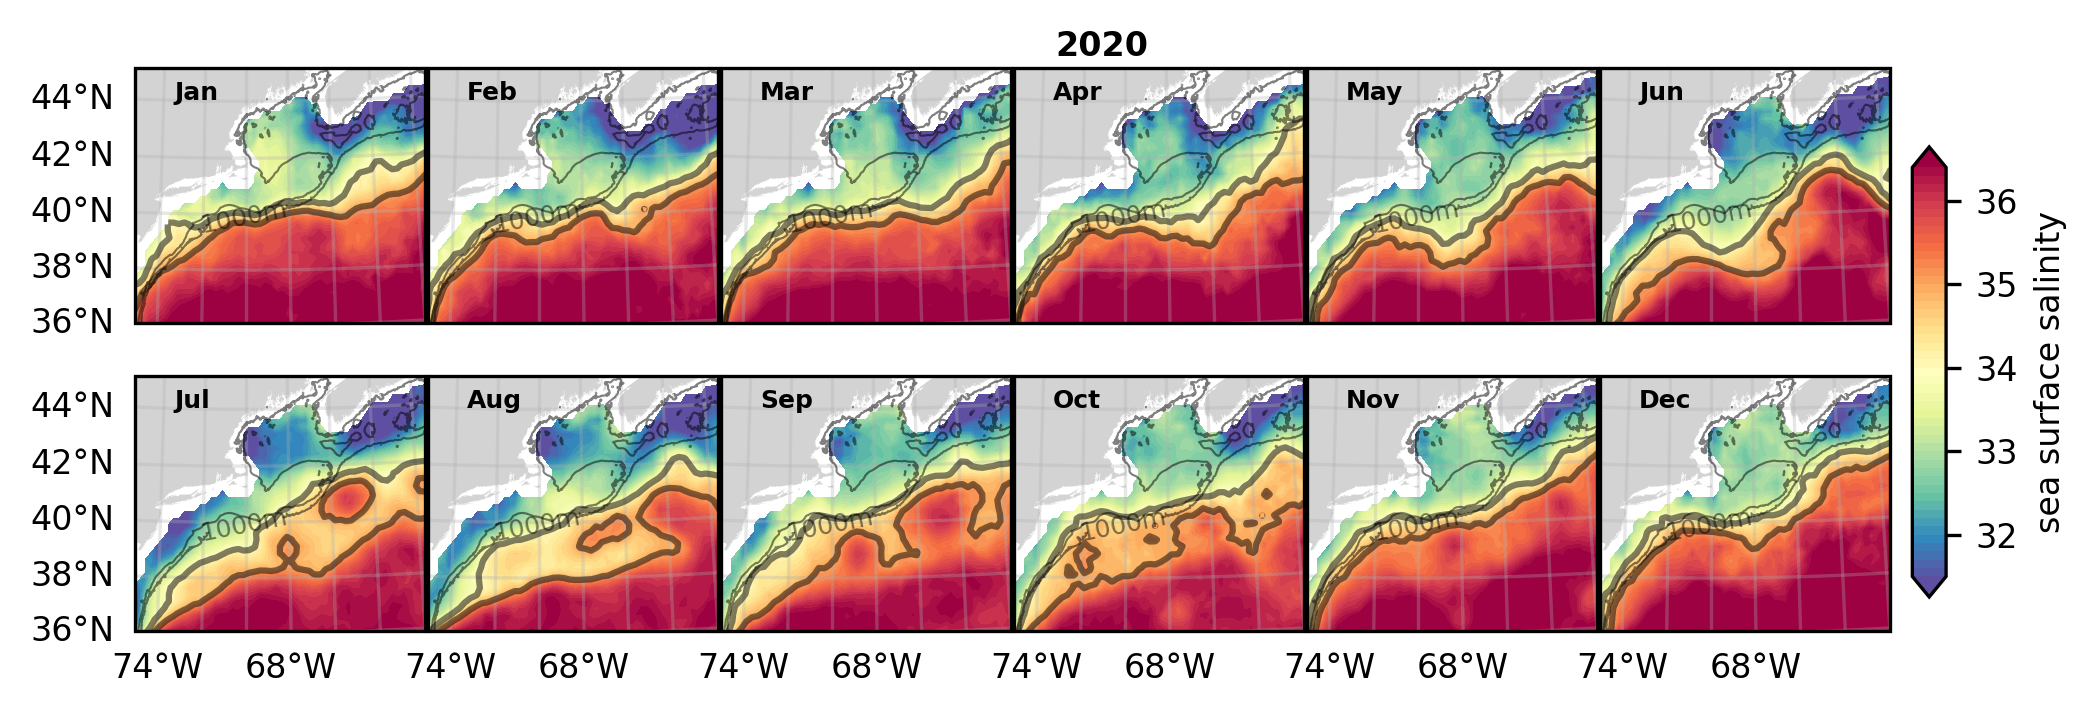 2020
Jan Feb Mar Apr May Jun
44°N
42°N
40°N
38°N
36°N
1000m 1000m 1000m 1000m 1000m 1000m
Jul Aug Sep Oct Nov Dec
44°N
42°N
40°N
38°N
36°N
1000m 1000m 1000m 1000m 1000m 1000m
74°W 68°W 74°W 68°W 74°W 68°W 74°W 68°W 74°W 68°W 74°W 68°W
36
35
34
33
32
sea surface salinity